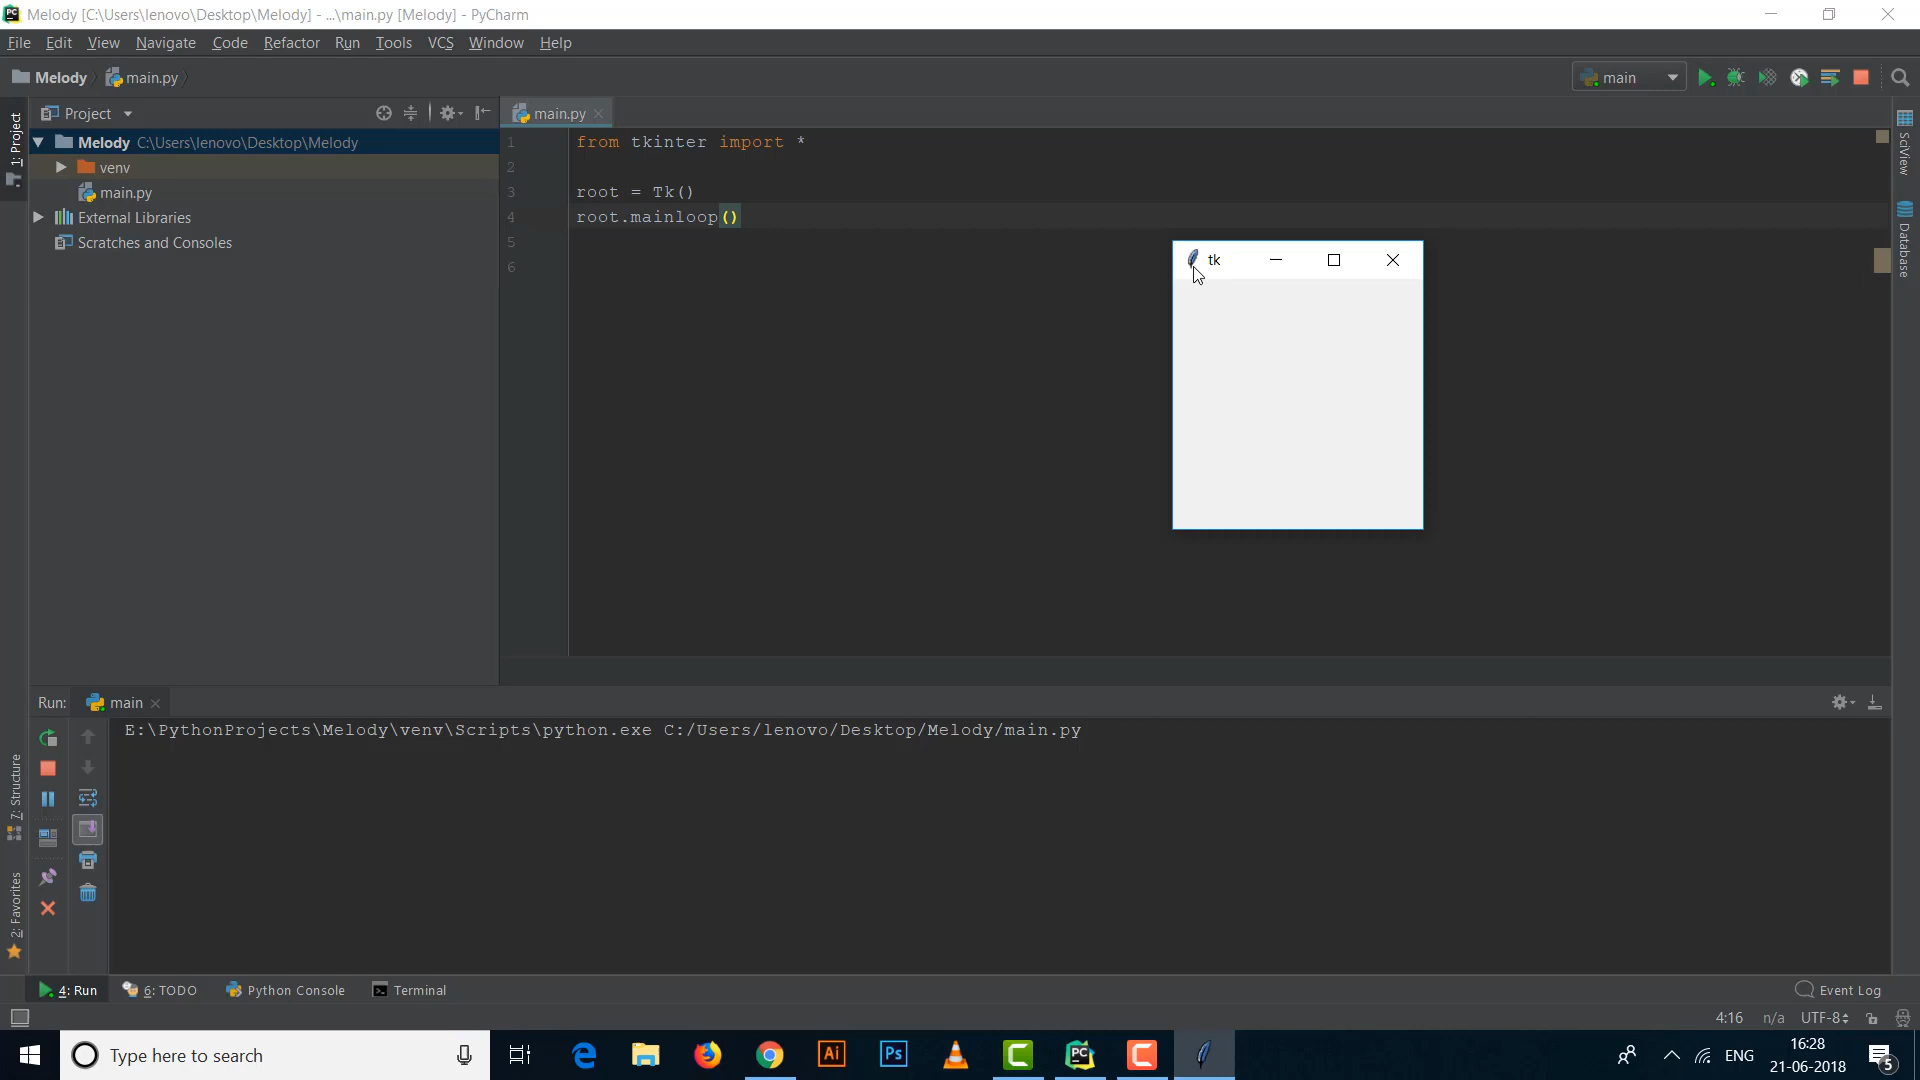 Melody [C:\Users\lenovo\Desktop\Melody] - ...\main.py [Melody] - PyCharm
File Edit View Navigate Code Refactor Run Tools VCS Window Help
Melody main.py main
Project main.py
1: Project
Melody C:\Users\lenovo\Desktop\Melody
venv
main.py
External Libraries
Scratches and Consoles
1 from tkinter import *
2
3 root = Tk()
4 root.mainloop()
5
6
tk
SciView
Database
Run: main
E:\PythonProjects\Melody\venv\Scripts\python.exe C:/Users/lenovo/Desktop/Melody/main.py
7: Structure
2: Favorites
4: Run 6: TODO Python Console Terminal Event Log
4:16 n/a UTF-8
Type here to search
Ai Ps PC
ENG
16:28
21-06-2018
5